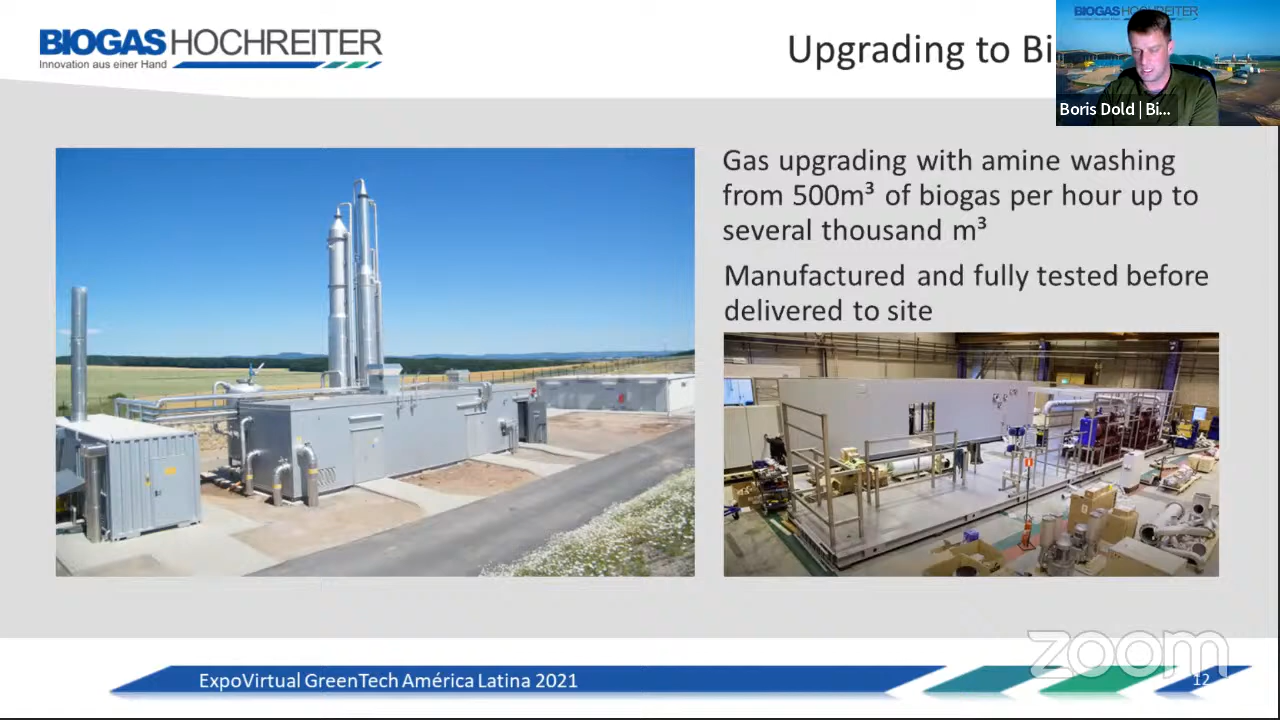 BIOGAS HOCHREITER
Innovation aus einer Hand
Upgrading to Bi
BIOGAS HOCHREITER
Boris Dold | Bi...
Gas upgrading with amine washing
from 500m³ of biogas per hour up to
several thousand m³
Manufactured and fully tested before
delivered to site
zoom
ExpoVirtual GreenTech América Latina 2021
12